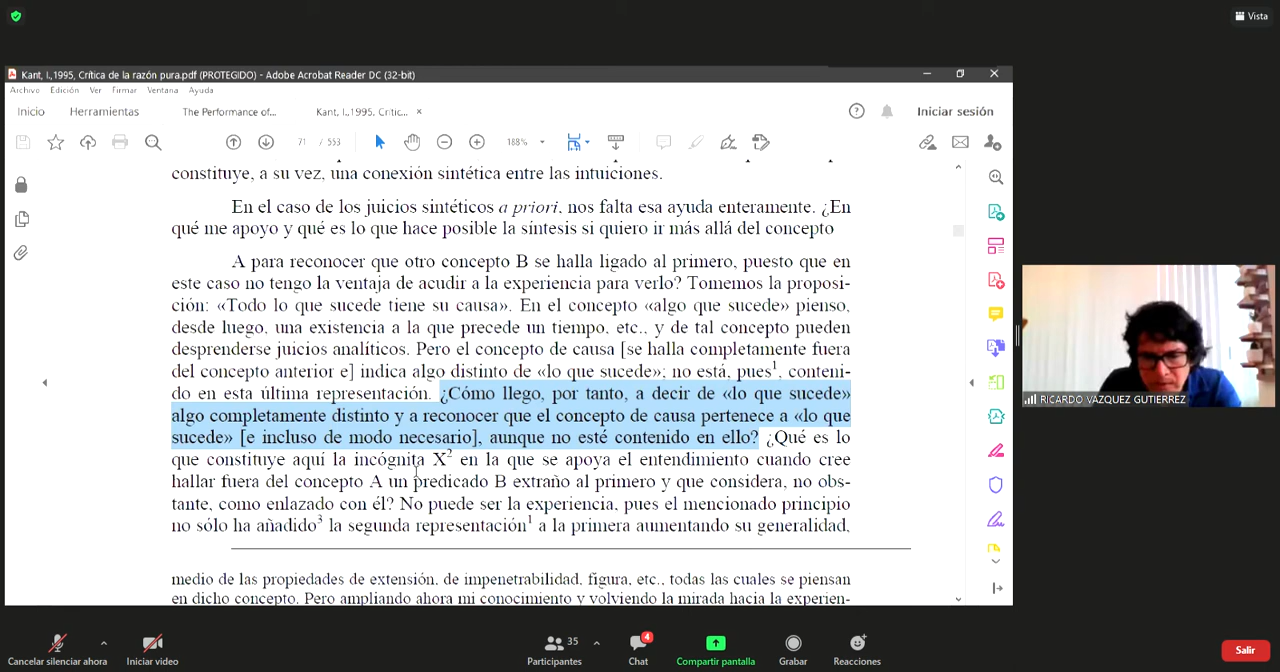 Vista
Kant, I.,1995, Crítica de la razón pura.pdf (PROTEGIDO) - Adobe Acrobat Reader DC (32-bit)
Archivo Edición Ver Firmar Ventana Ayuda
Inicio Herramientas The Performance of... Kant, I.,1995, Crític... × Iniciar sesión
71 / 553 188%
constituye, a su vez, una conexión sintética entre las intuiciones.
En el caso de los juicios sintéticos a priori, nos falta esa ayuda enteramente. ¿En
qué me apoyo y qué es lo que hace posible la síntesis si quiero ir más allá del concepto
A para reconocer que otro concepto B se halla ligado al primero, puesto que en
este caso no tengo la ventaja de acudir a la experiencia para verlo? Tomemos la proposi-
ción: «Todo lo que sucede tiene su causa». En el concepto «algo que sucede» pienso,
desde luego, una existencia a la que precede un tiempo, etc., y de tal concepto pueden
desprenderse juicios analíticos. Pero el concepto de causa [se halla completamente fuera
del concepto anterior e] indica algo distinto de «lo que sucede»; no está, pues1, conteni-
do en esta última representación. ¿Cómo llego, por tanto, a decir de «lo que sucede»
algo completamente distinto y a reconocer que el concepto de causa pertenece a «lo que
sucede» [e incluso de modo necesario], aunque no esté contenido en ello? ¿Qué es lo
que constituye aquí la incógnita X2 en la que se apoya el entendimiento cuando cree
hallar fuera del concepto A un predicado B extraño al primero y que considera, no obs-
tante, como enlazado con él? No puede ser la experiencia, pues el mencionado principio
no sólo ha añadido3 la segunda representación1 a la primera aumentando su generalidad,
medio de las propiedades de extensión, de impenetrabilidad, figura, etc., todas las cuales se piensan
en dicho concepto. Pero ampliando ahora mi conocimiento y volviendo la mirada hacia la experien-
RICARDO VAZQUEZ GUTIERREZ
35 4
Cancelar silenciar ahora Iniciar video Participantes Chat Compartir pantalla Grabar Reacciones Salir